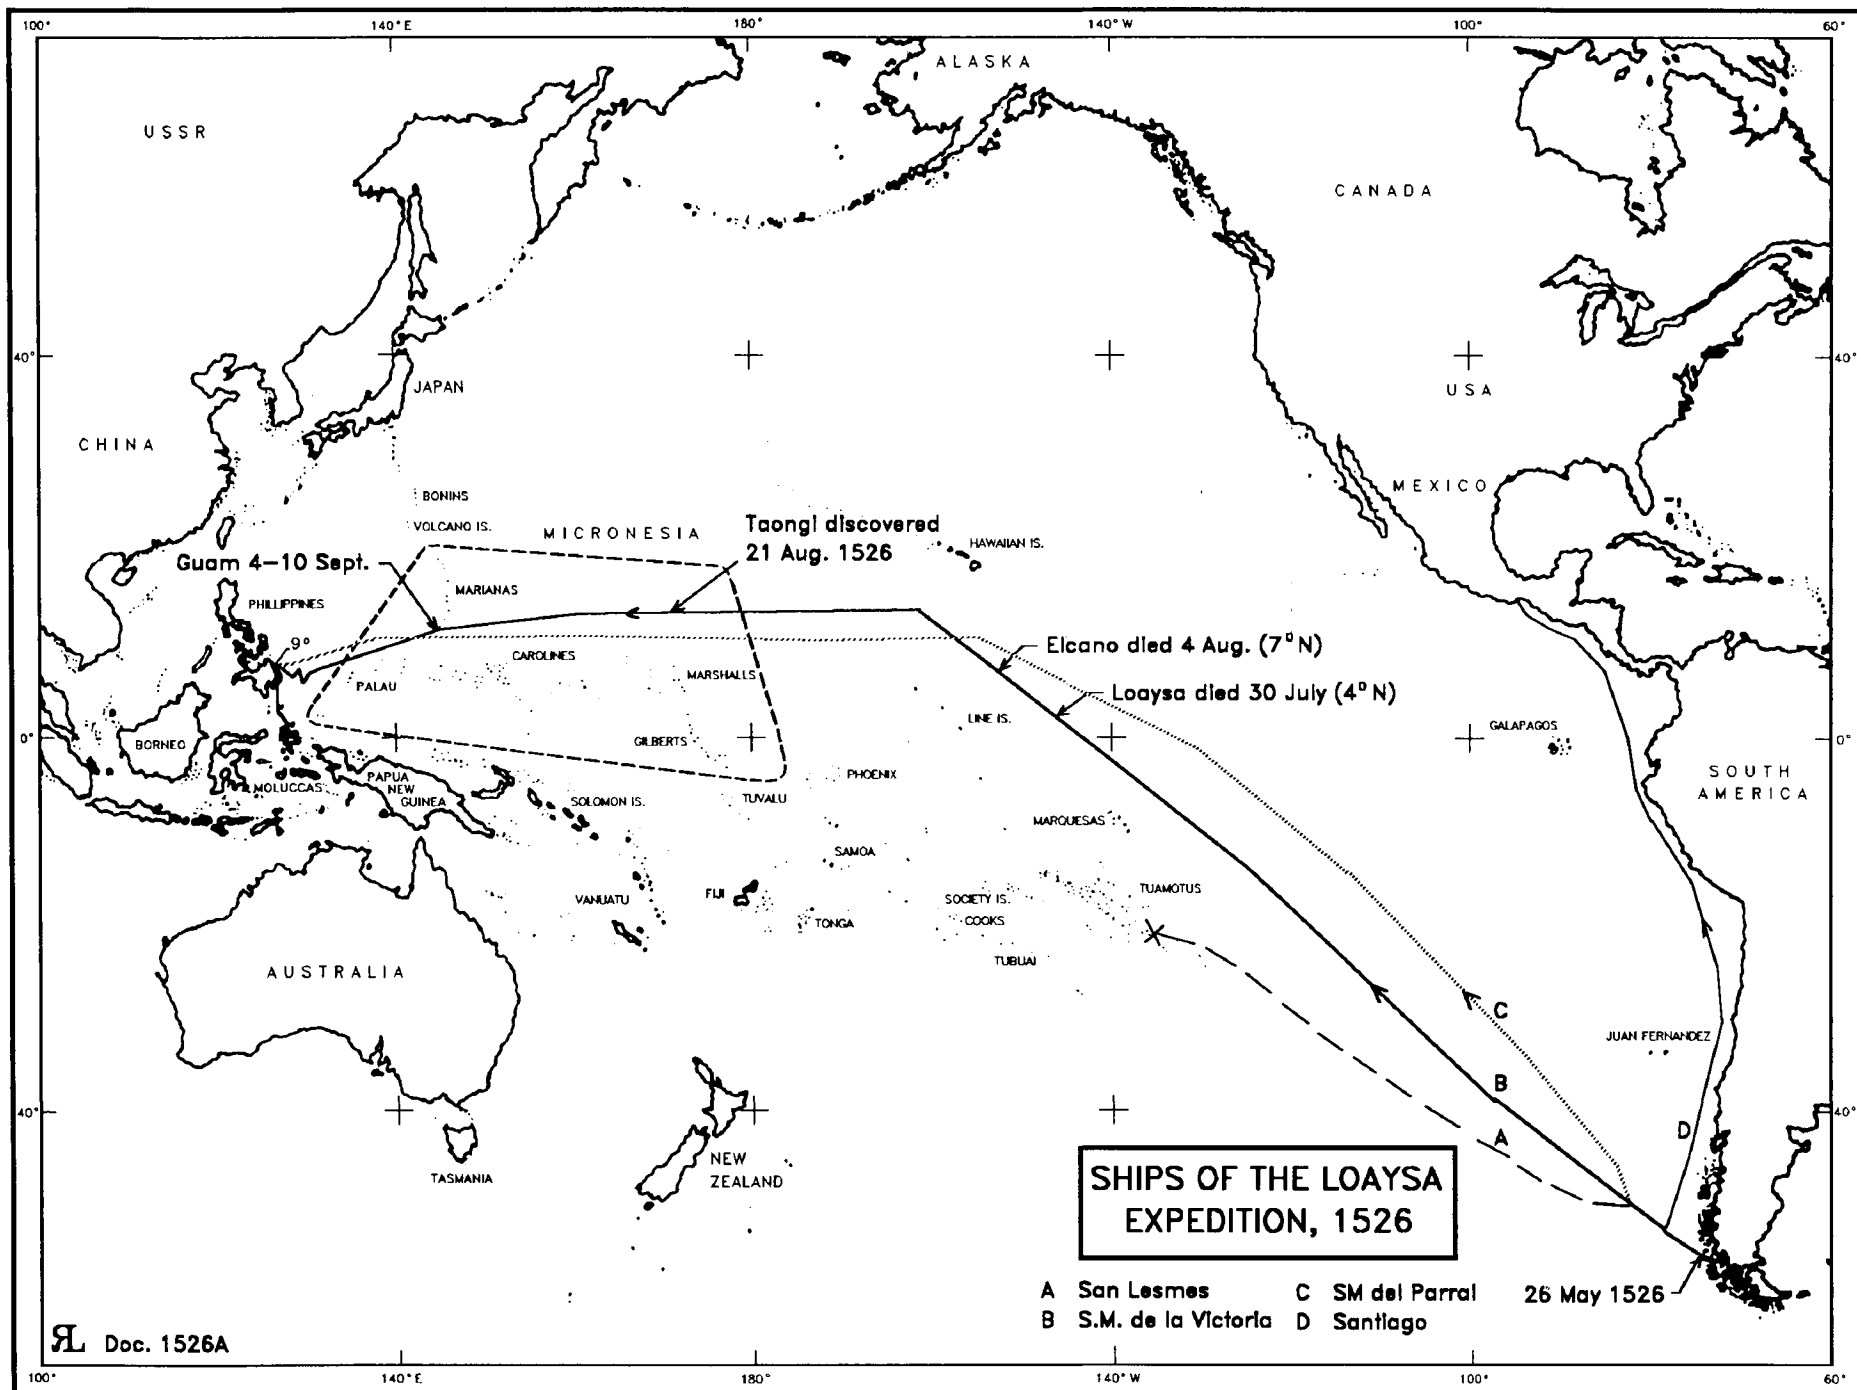 100°
140°E
180°
140°W
100°
60°
ALASKA
USSR
CANADA
40°
40°
JAPAN
USA
CHINA
MEXICO
BONINS
VOLCANO IS.
MICRONESIA
Taongi discovered
21 Aug. 1526
HAWAIIAN IS.
Guam 4-10 Sept.
MARIANAS
PHILLIPPINES
9°
CAROLINES
Elcano died 4 Aug. (7°N)
PALAU
MARSHALLS
Loaysa died 30 July (4°N)
LINE IS.
GALAPAGOS
0°
BORNEO
GILBERTS
0°
PHOENIX
SOUTH
AMERICA
MOLUCCAS
PAPUA
NEW
GUINEA
SOLOMON IS.
TUVALU
MARQUESAS
SAMOA
TUAMOTUS
VANUATU
FIJI
SOCIETY IS.
COOKS
TONGA
TUBUAI
AUSTRALIA
C
JUAN FERNANDEZ
B
40°
40°
D
A
TASMANIA
NEW
ZEALAND
SHIPS OF THE LOAYSA
EXPEDITION, 1526
A San Lesmes
B S.M. de la Victoria
C SM del Parral
D Santiago
26 May 1526
RL Doc. 1526A
100°
140°E
180°
140°W
100°
60°